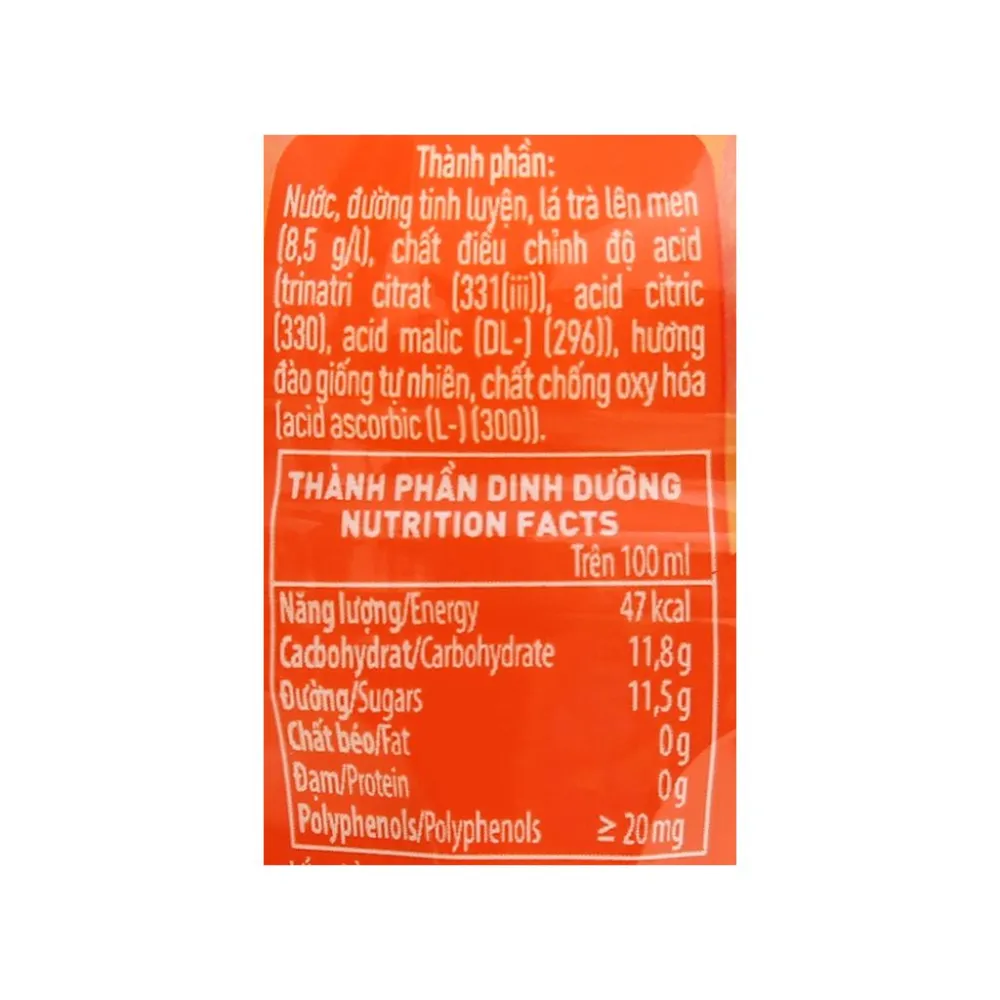 Thành phần:
Nước, đường tinh luyện, lá trà lên men
(8,5 g/l), chất điều chỉnh độ acid
(trinatri citrat (331(iii)), acid citric
(330), acid malic (DL-) (296)), hương
đào giống tự nhiên, chất chống oxy hóa
(acid ascorbic (L-) (300)).
THÀNH PHẦN DINH DƯỠNG
NUTRITION FACTS
Trên 100 ml
Năng lượng/Energy 47 kcal
Cacbohydrat/Carbohydrate 11,8 g
Đường/Sugars 11,5 g
Chất béo/Fat 0 g
Đạm/Protein 0 g
Polyphenols/Polyphenols ≥ 20 mg